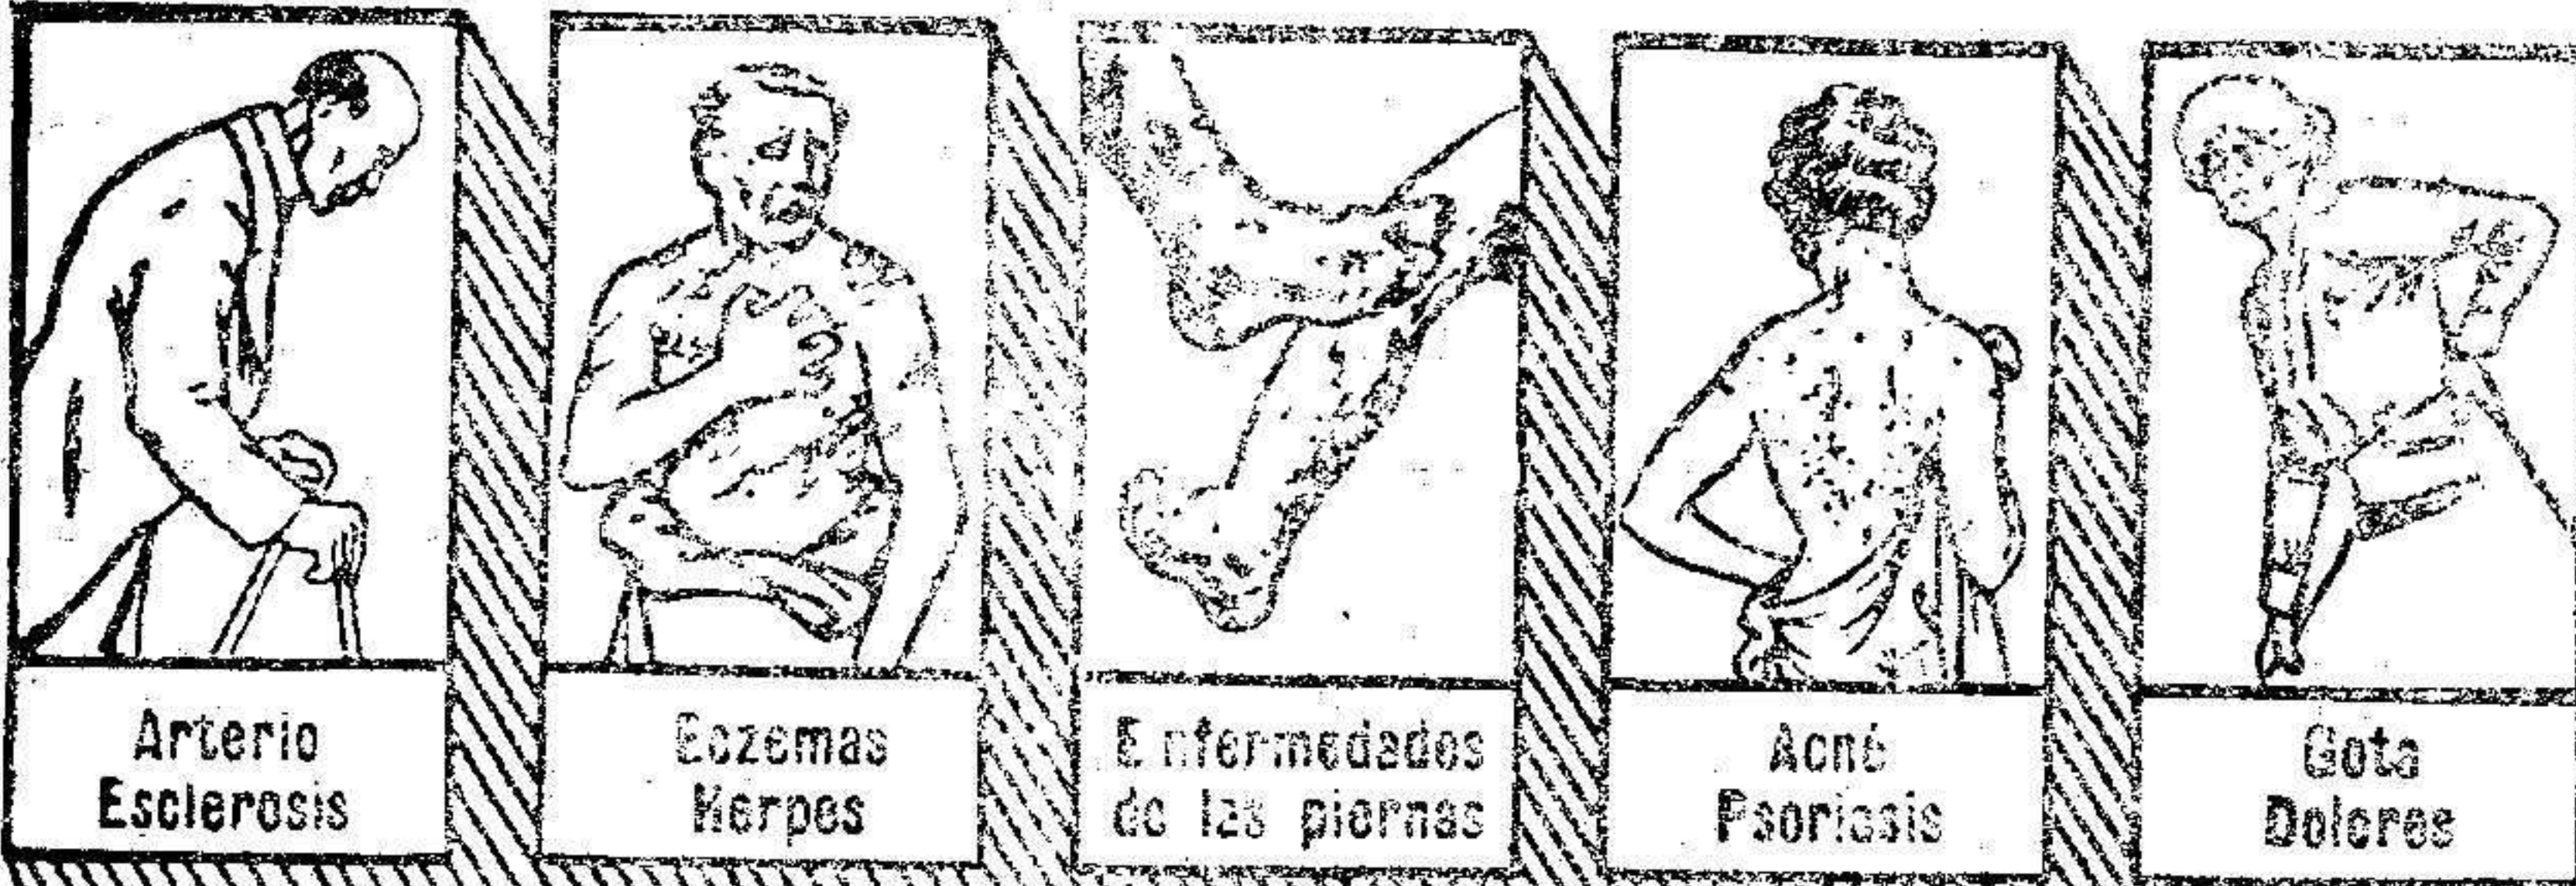 Arterio
Esclerosis
Eczemas
Herpes
Enfermedades
de las piernas
Acné
Psoriasis
Gota
Dolores